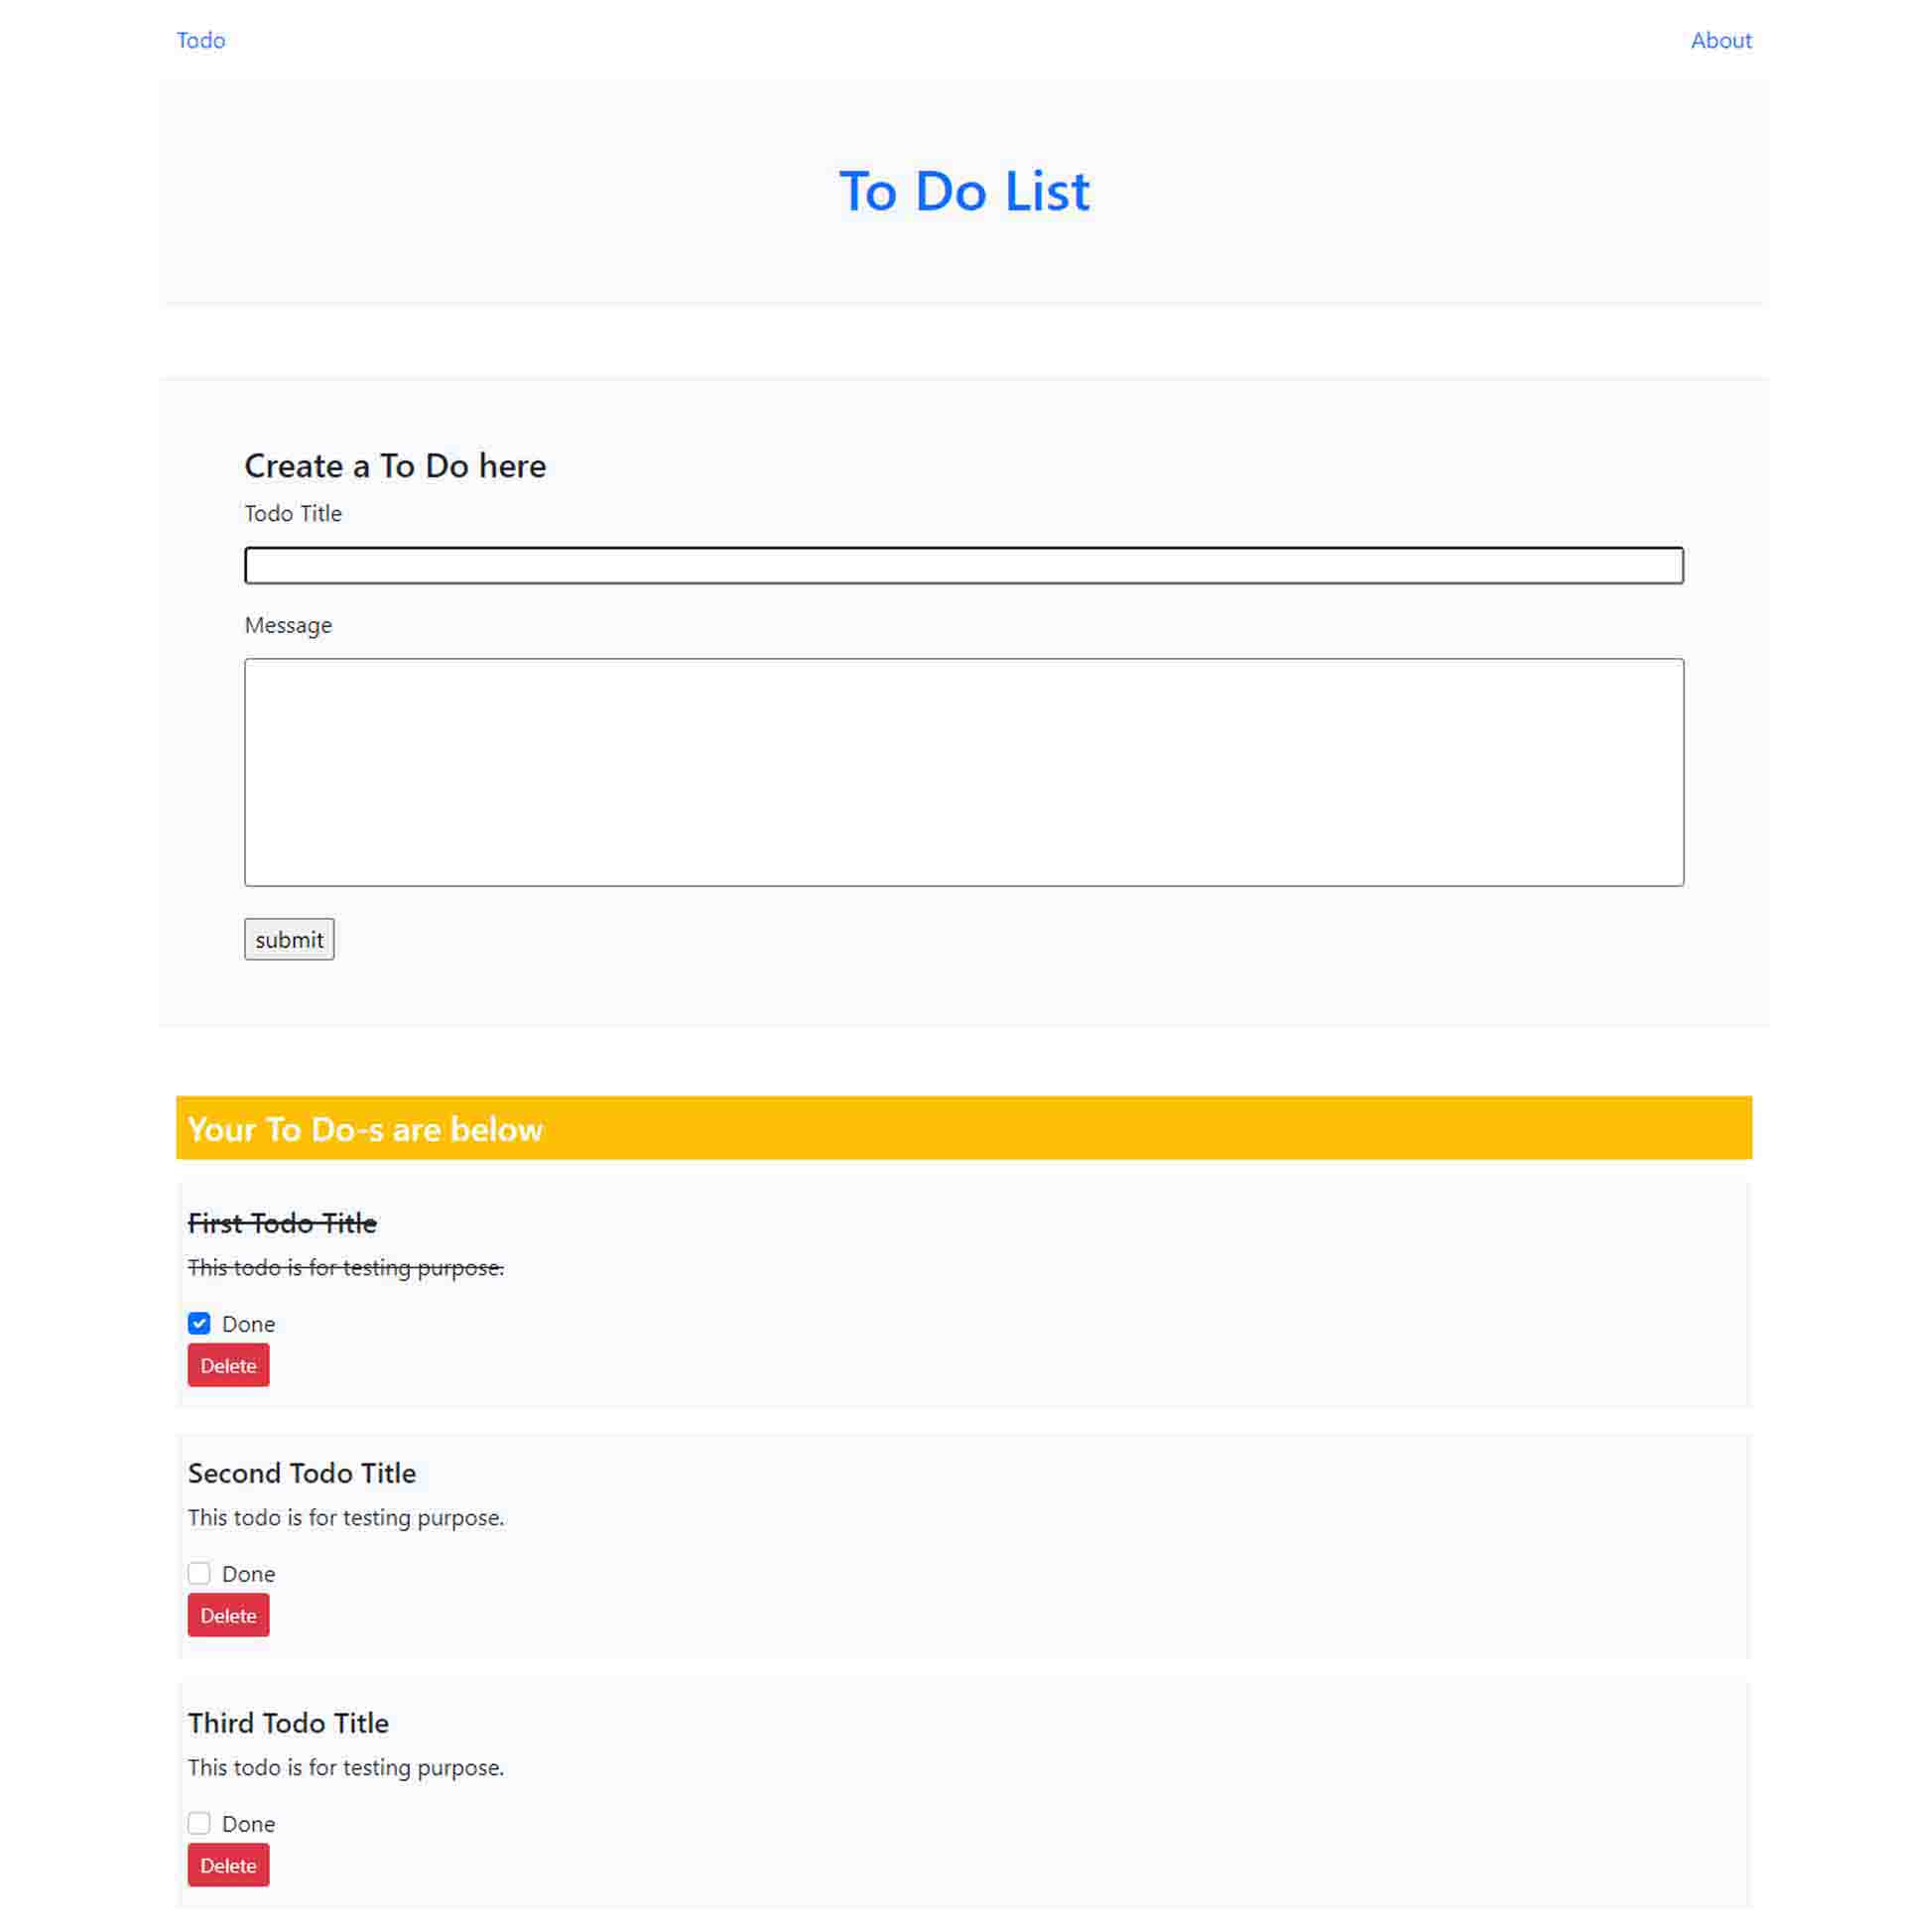 Todo
About
To Do List
Create a To Do here
Todo Title
Message
submit
Your To Do-s are below
First Todo Title
This todo is for testing purpose.
Done
Delete
Second Todo Title
This todo is for testing purpose.
Done
Delete
Third Todo Title
This todo is for testing purpose.
Done
Delete